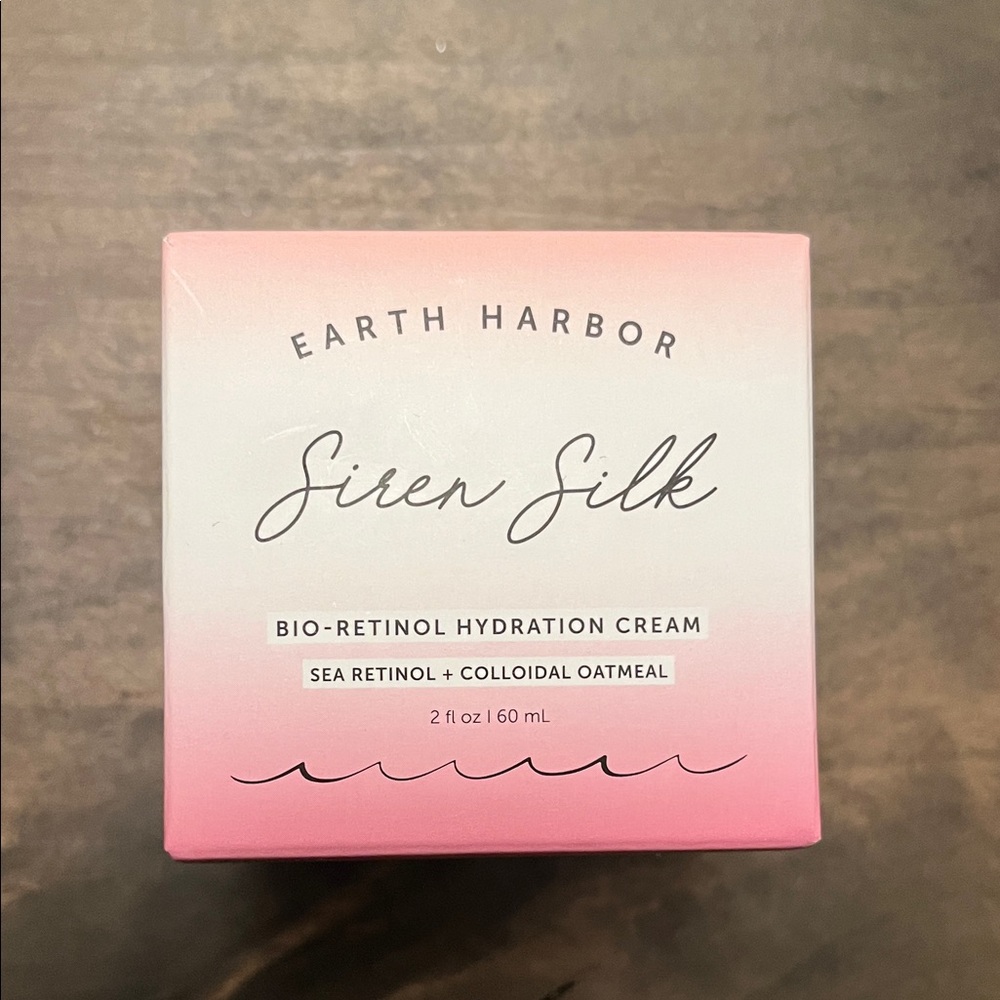 EARTH HARBOR
Siren Silk
BIO-RETINOL HYDRATION CREAM
SEA RETINOL + COLLOIDAL OATMEAL
2 fl oz | 60 mL